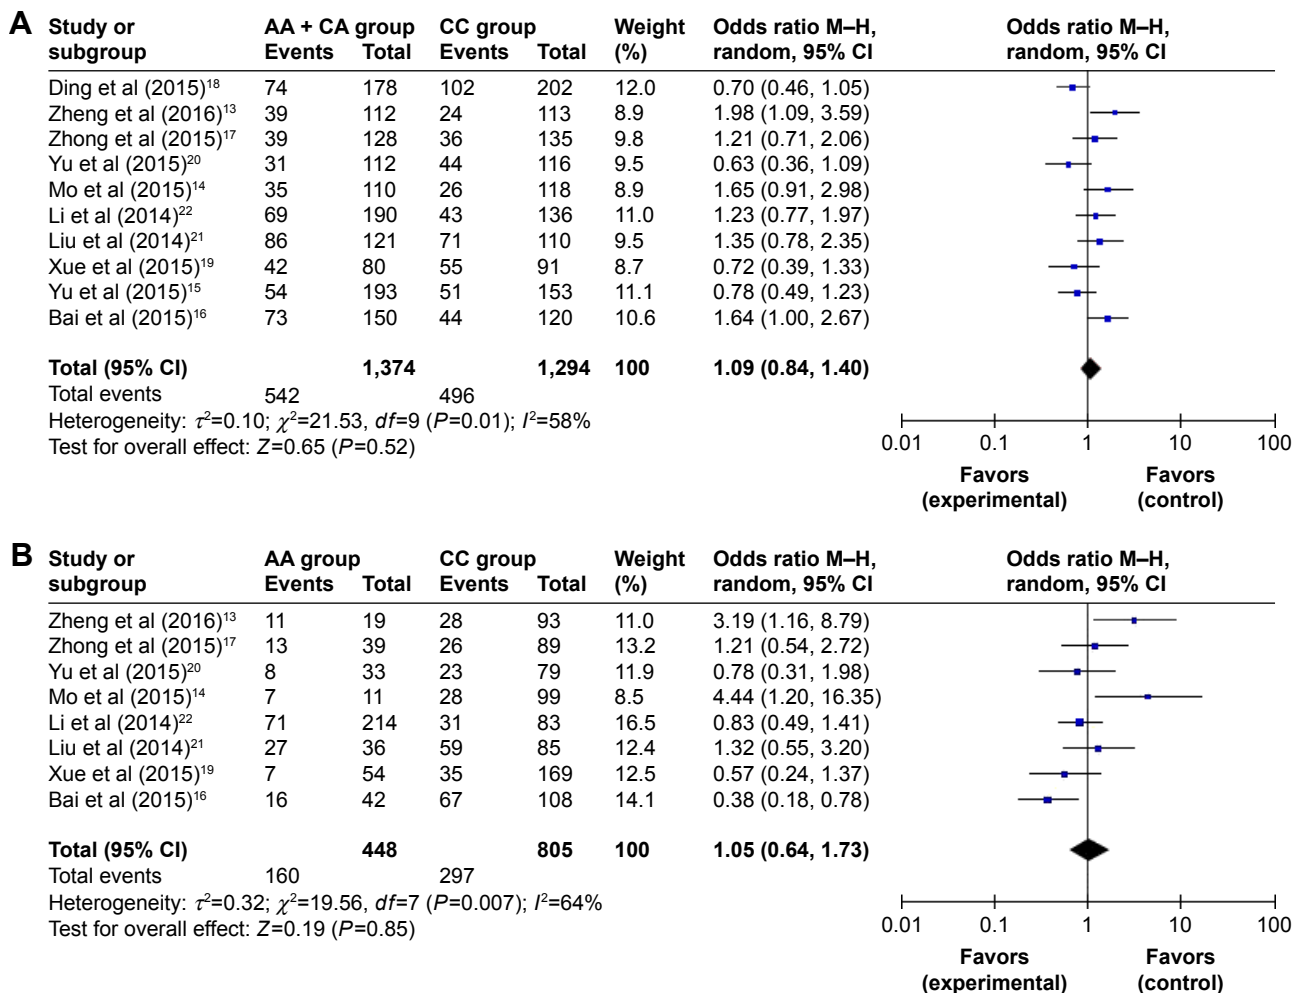 A
Study or AA + CA group CC group Weight Odds ratio M–H, Odds ratio M–H,
subgroup Events Total Events Total (%) random, 95% CI random, 95% CI
Ding et al (2015)18 74 178 102 202 12.0 0.70 (0.46, 1.05)
Zheng et al (2016)13 39 112 24 113 8.9 1.98 (1.09, 3.59)
Zhong et al (2015)17 39 128 36 135 9.8 1.21 (0.71, 2.06)
Yu et al (2015)20 31 112 44 116 9.5 0.63 (0.36, 1.09)
Mo et al (2015)14 35 110 26 118 8.9 1.65 (0.91, 2.98)
Li et al (2014)22 69 190 43 136 11.0 1.23 (0.77, 1.97)
Liu et al (2014)21 86 121 71 110 9.5 1.35 (0.78, 2.35)
Xue et al (2015)19 42 80 55 91 8.7 0.72 (0.39, 1.33)
Yu et al (2015)15 54 193 51 153 11.1 0.78 (0.49, 1.23)
Bai et al (2015)16 73 150 44 120 10.6 1.64 (1.00, 2.67)
Total (95% CI) 1,374 1,294 100 1.09 (0.84, 1.40)
Total events 542 496
Heterogeneity: τ²=0.10; χ²=21.53, df=9 (P=0.01); I²=58%
Test for overall effect: Z=0.65 (P=0.52)
0.01 0.1 1 10 100
Favors Favors
(experimental) (control)
B
Study or AA group CC group Weight Odds ratio M–H, Odds ratio M–H,
subgroup Events Total Events Total (%) random, 95% CI random, 95% CI
Zheng et al (2016)13 11 19 28 93 11.0 3.19 (1.16, 8.79)
Zhong et al (2015)17 13 39 26 89 13.2 1.21 (0.54, 2.72)
Yu et al (2015)20 8 33 23 79 11.9 0.78 (0.31, 1.98)
Mo et al (2015)14 7 11 28 99 8.5 4.44 (1.20, 16.35)
Li et al (2014)22 71 214 31 83 16.5 0.83 (0.49, 1.41)
Liu et al (2014)21 27 36 59 85 12.4 1.32 (0.55, 3.20)
Xue et al (2015)19 7 54 35 169 12.5 0.57 (0.24, 1.37)
Bai et al (2015)16 16 42 67 108 14.1 0.38 (0.18, 0.78)
Total (95% CI) 448 805 100 1.05 (0.64, 1.73)
Total events 160 297
Heterogeneity: τ²=0.32; χ²=19.56, df=7 (P=0.007); I²=64%
Test for overall effect: Z=0.19 (P=0.85)
0.01 0.1 1 10 100
Favors Favors
(experimental) (control)